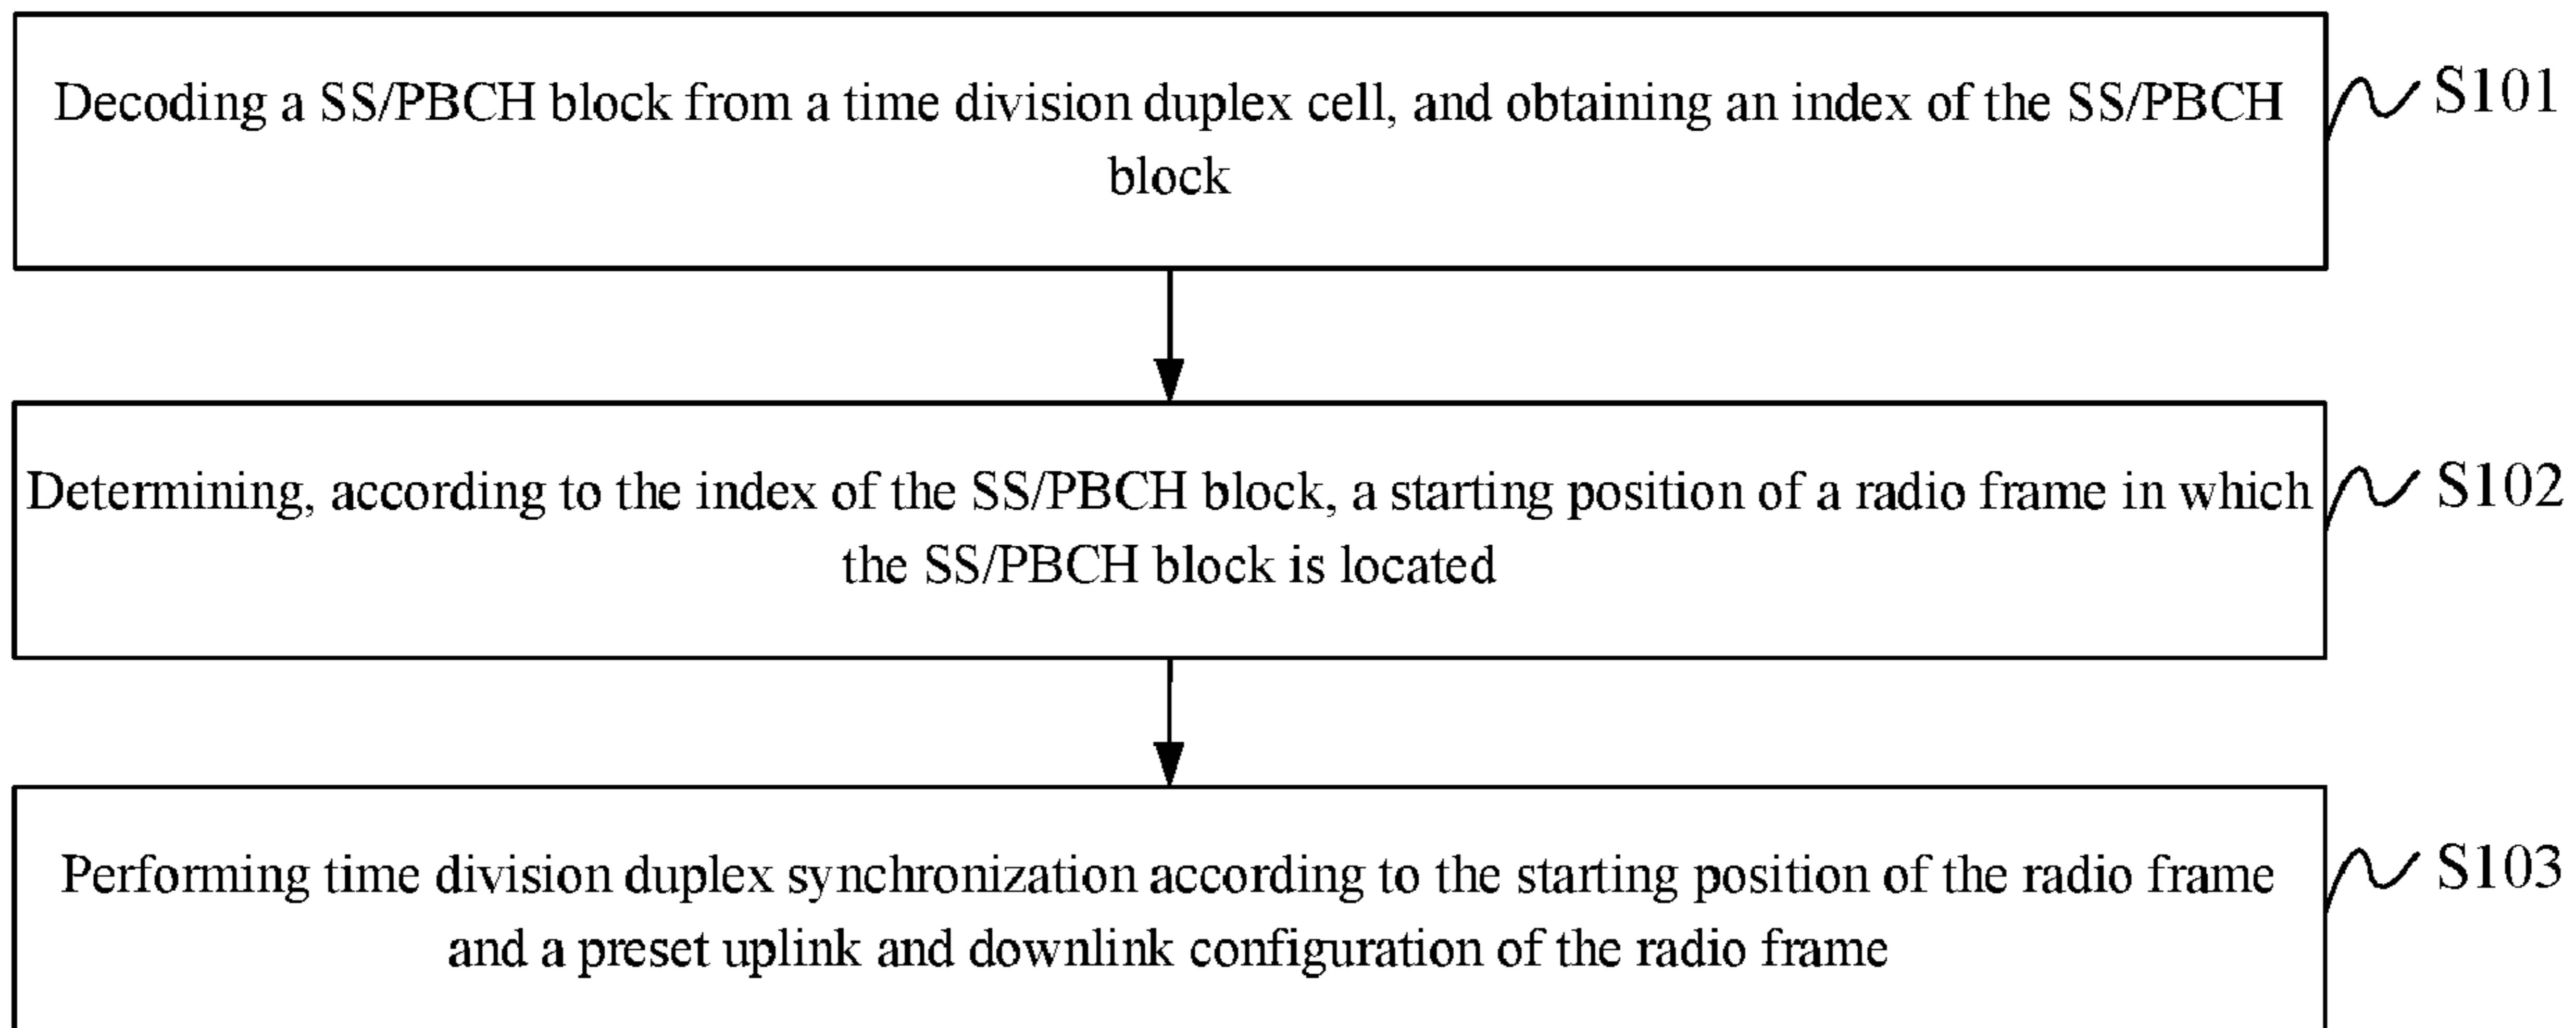 Decoding a SS/PBCH block from a time division duplex cell, and obtaining an index of the SS/PBCH
block
S101
Determining, according to the index of the SS/PBCH block, a starting position of a radio frame in which
the SS/PBCH block is located
S102
Performing time division duplex synchronization according to the starting position of the radio frame
and a preset uplink and downlink configuration of the radio frame
S103